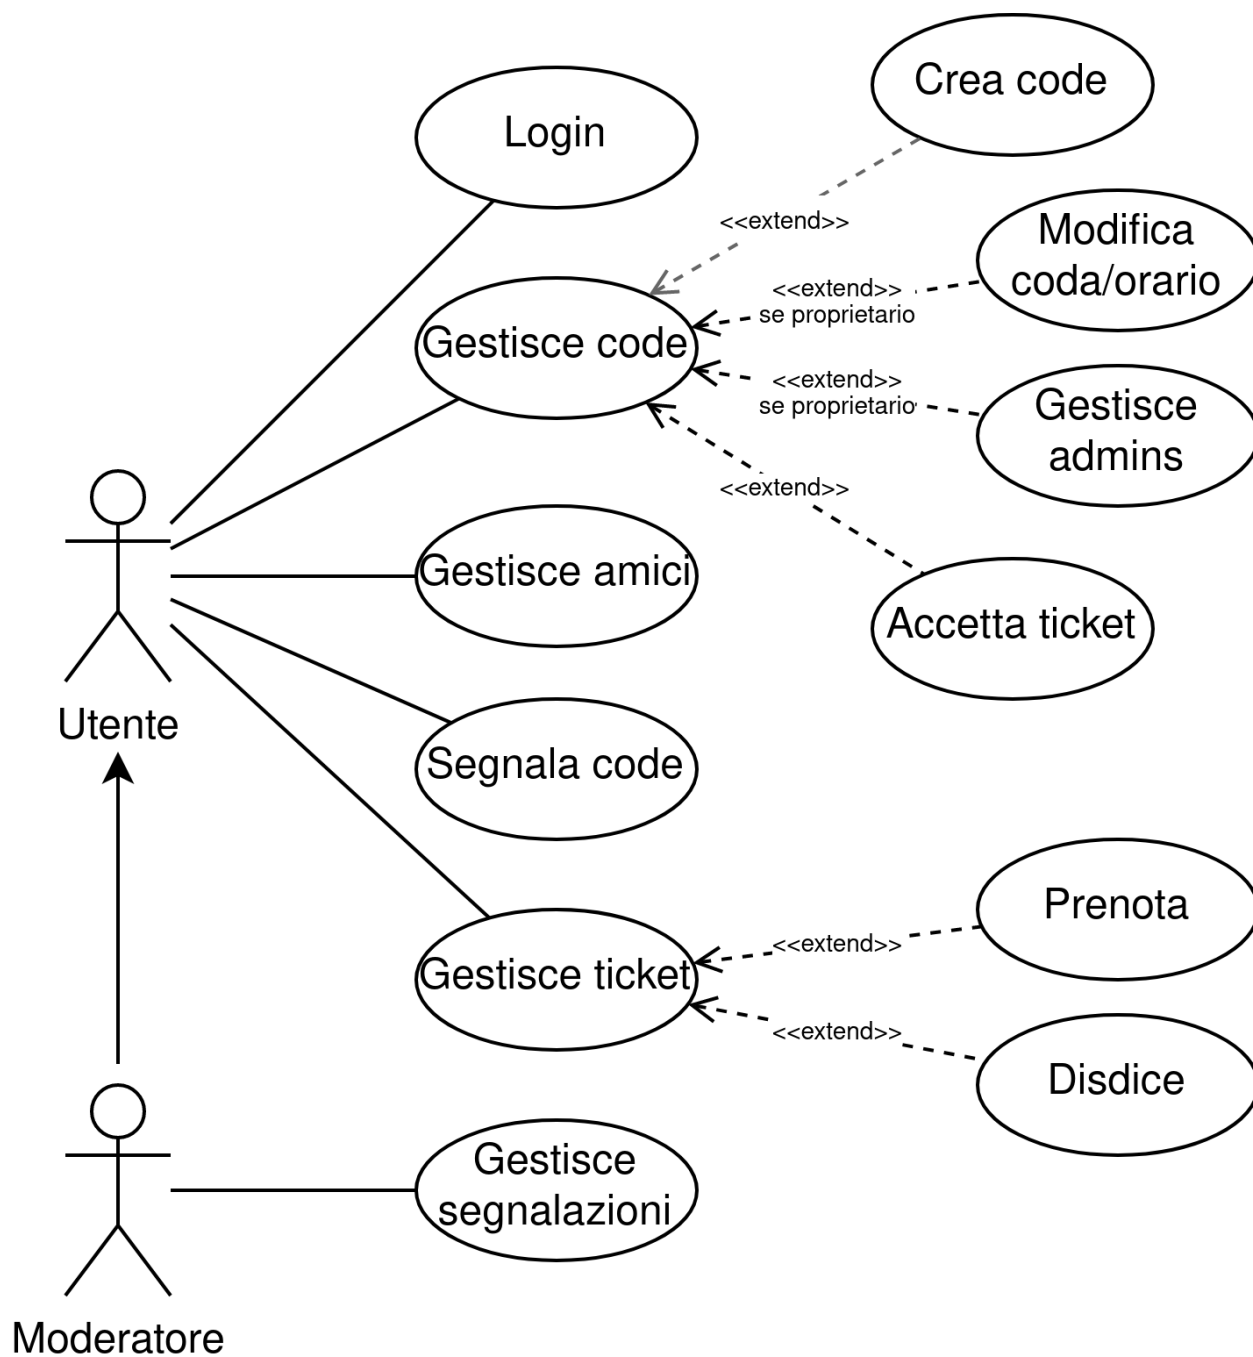 Crea code
Login
<<extend>>
Modifica
coda/orario
<<extend>>
se proprietario
Gestisce code
<<extend>>
se proprietario
Gestisce
admins
<<extend>>
Gestisce amici
Accetta ticket
Utente
Segnala code
Prenota
<<extend>>
Gestisce ticket
<<extend>>
Disdice
Gestisce
segnalazioni
Moderatore